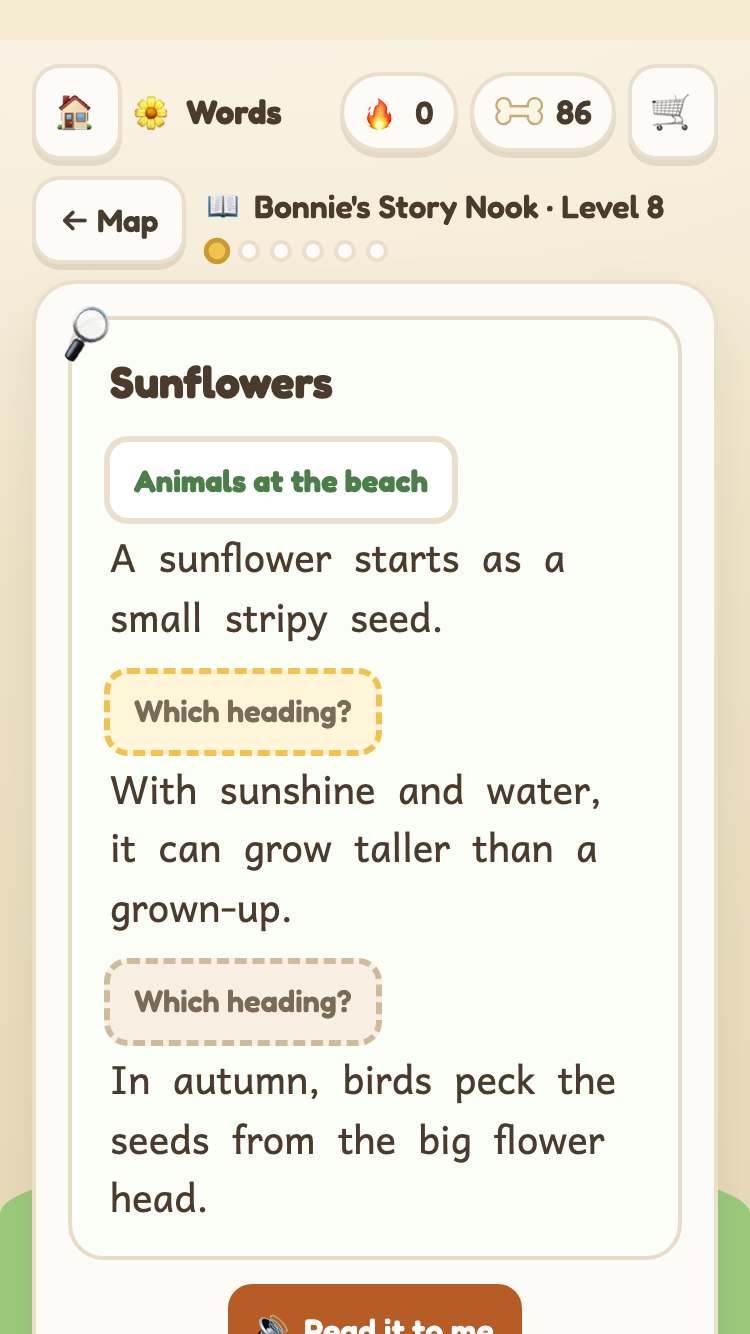 Words
0
86
← Map
Bonnie's Story Nook · Level 8
Sunflowers
Animals at the beach
A sunflower starts as a
small stripy seed.
Which heading?
With sunshine and water,
it can grow taller than a
grown-up.
Which heading?
In autumn, birds peck the
seeds from the big flower
head.
Read it to me